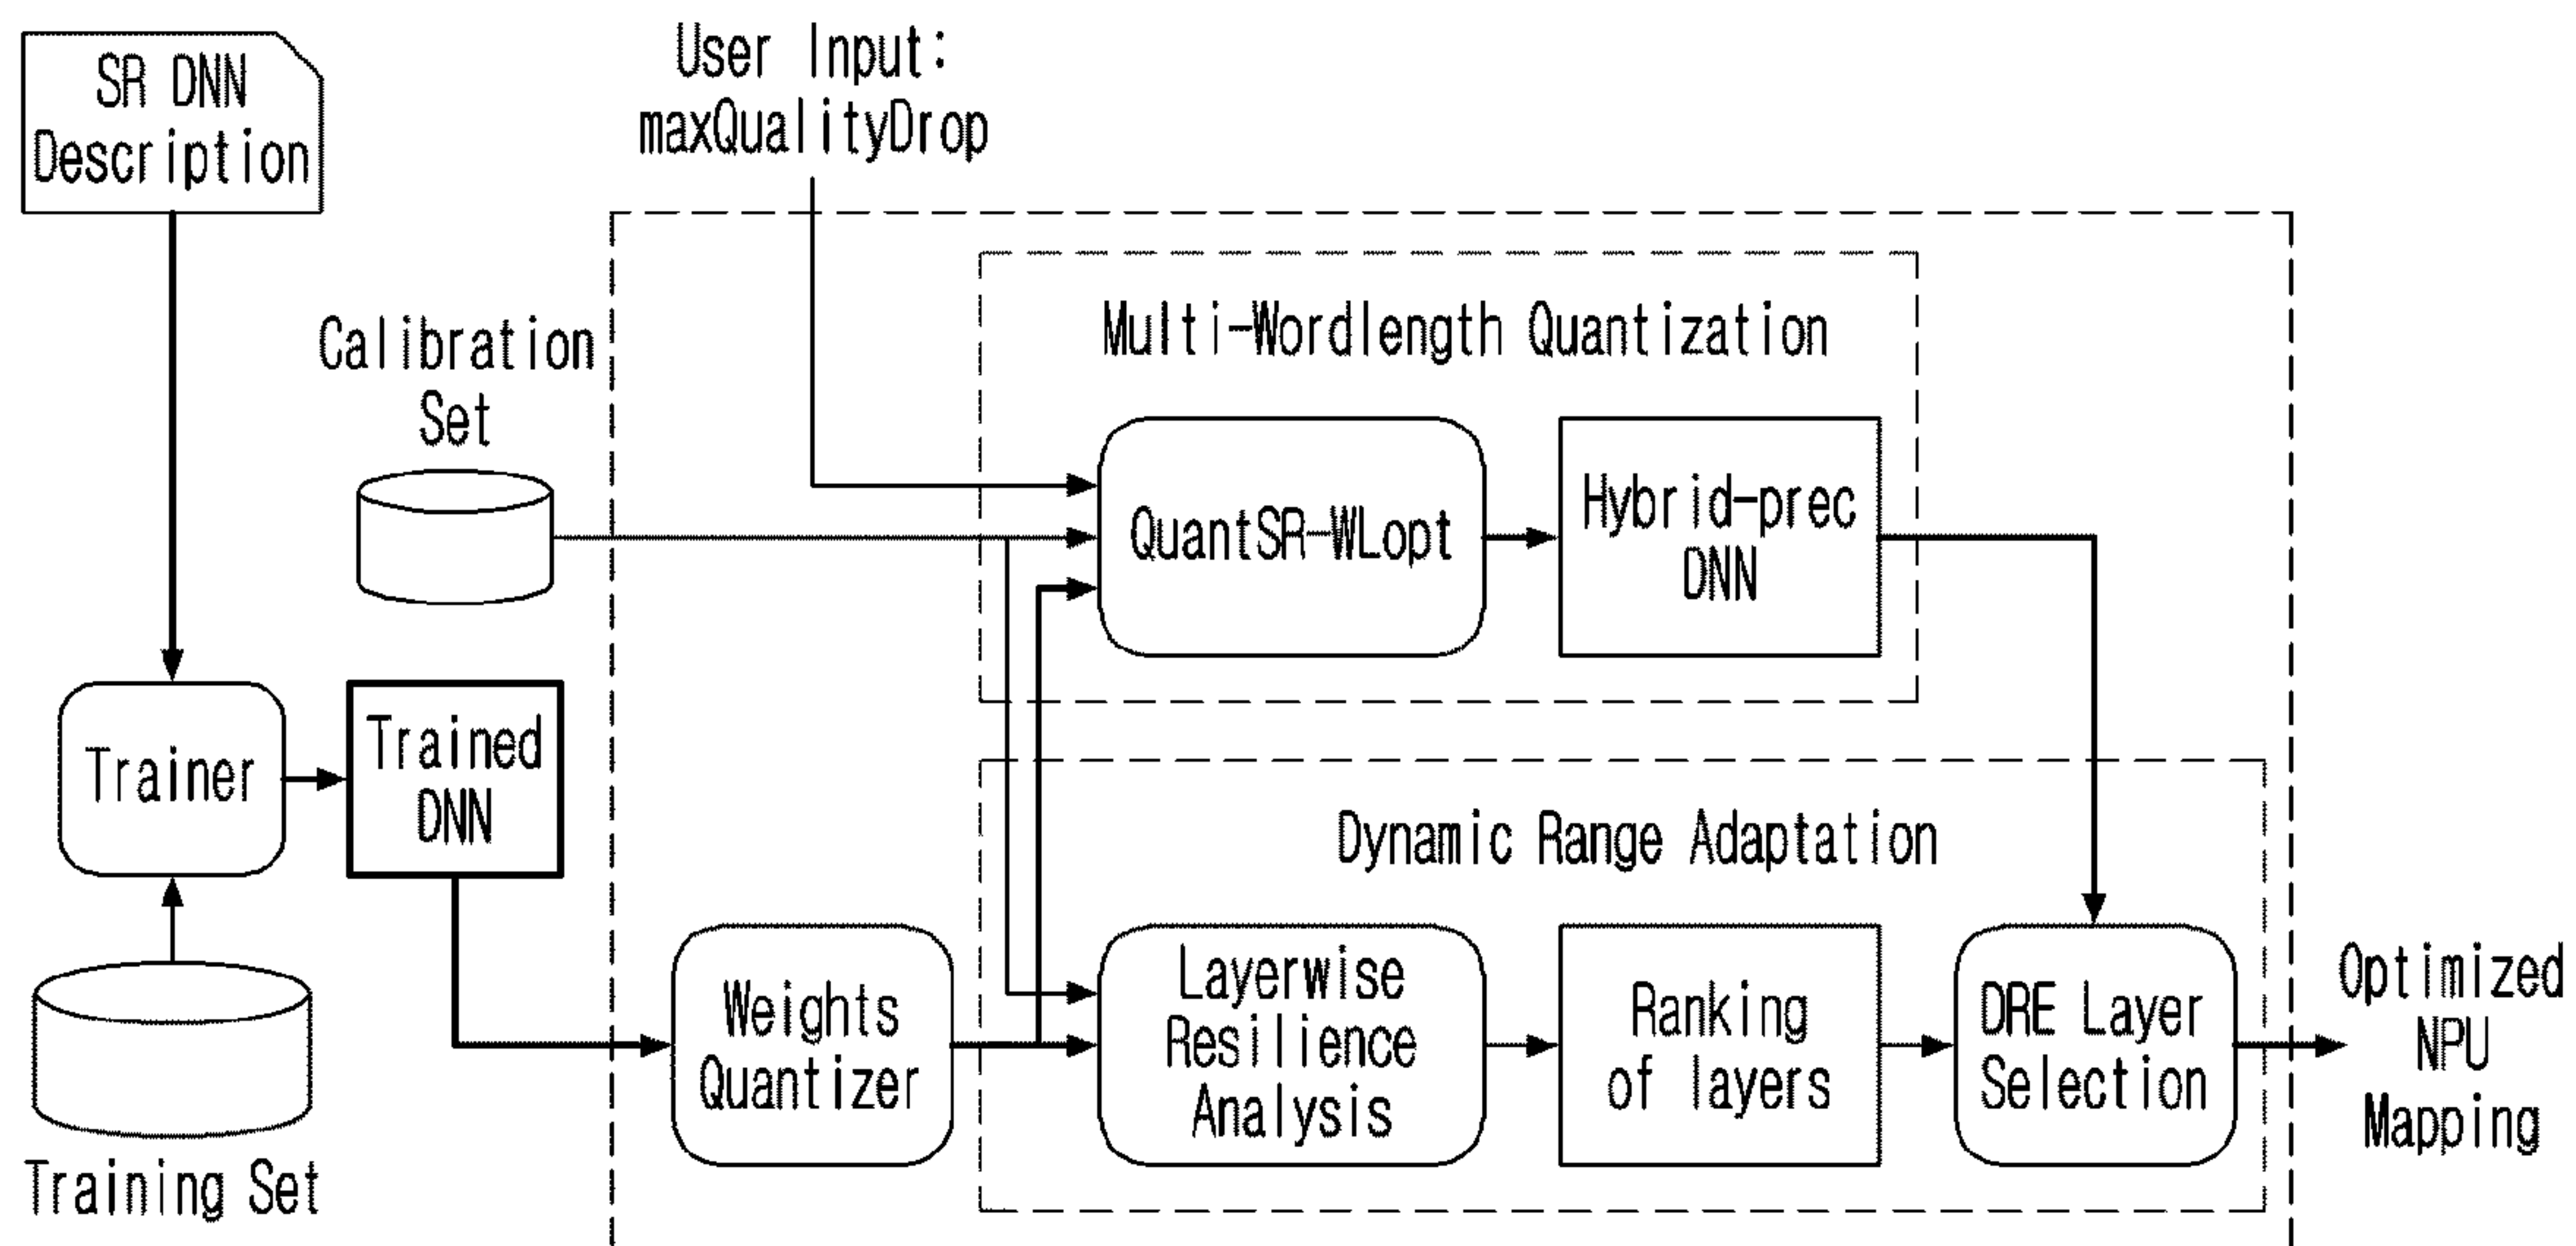 SR DNN
Description
User Input:
maxQualityDrop
Calibration
Set
Multi-Wordlength Quantization
QuantSR-WLopt
Hybrid-prec
DNN
Trainer
Trained
DNN
Training Set
Dynamic Range Adaptation
Weights
Quantizer
Layerwise
Resilience
Analysis
Ranking
of layers
DRE Layer
Selection
Optimized
NPU
Mapping